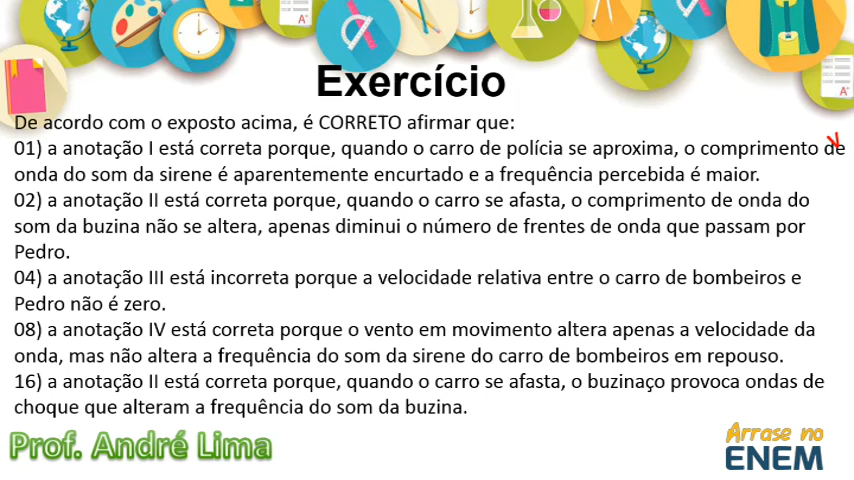 Exercício
De acordo com o exposto acima, é CORRETO afirmar que:
01) a anotação I está correta porque, quando o carro de polícia se aproxima, o comprimento de
onda do som da sirene é aparentemente encurtado e a frequência percebida é maior.
02) a anotação II está correta porque, quando o carro se afasta, o comprimento de onda do
som da buzina não se altera, apenas diminui o número de frentes de onda que passam por
Pedro.
04) a anotação III está incorreta porque a velocidade relativa entre o carro de bombeiros e
Pedro não é zero.
08) a anotação IV está correta porque o vento em movimento altera apenas a velocidade da
onda, mas não altera a frequência do som da sirene do carro de bombeiros em repouso.
16) a anotação II está correta porque, quando o carro se afasta, o buzinaço provoca ondas de
choque que alteram a frequência do som da buzina.
Prof. André Lima
Arrase no
ENEM